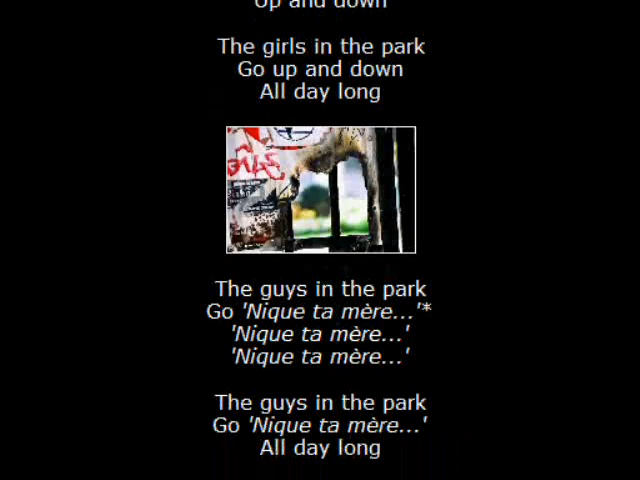 Up and down
The girls in the park
Go up and down
All day long
The guys in the park
Go 'Nique ta mère...'*
'Nique ta mère...'
'Nique ta mère...'
The guys in the park
Go 'Nique ta mère...'
All day long